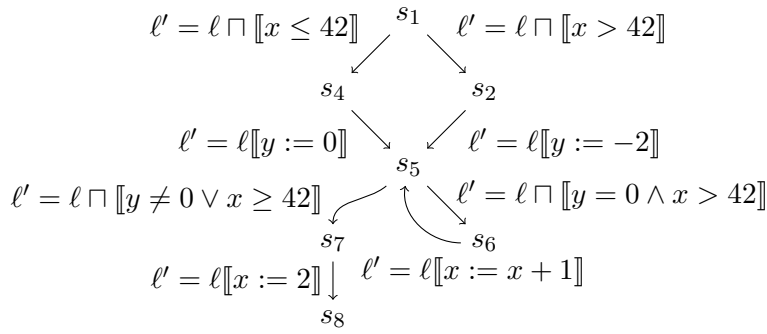 ℓ′ = ℓ ⊓ ⟦x ≤ 42⟧ s₁ ℓ′ = ℓ ⊓ ⟦x > 42⟧
s₄ s₂
ℓ′ = ℓ⟦y := 0⟧ ℓ′ = ℓ⟦y := −2⟧
s₅
ℓ′ = ℓ ⊓ ⟦y ≠ 0 ∨ x ≥ 42⟧ ℓ′ = ℓ ⊓ ⟦y = 0 ∧ x > 42⟧
s₇ s₆
ℓ′ = ℓ⟦x := 2⟧ ℓ′ = ℓ⟦x := x + 1⟧
s₈